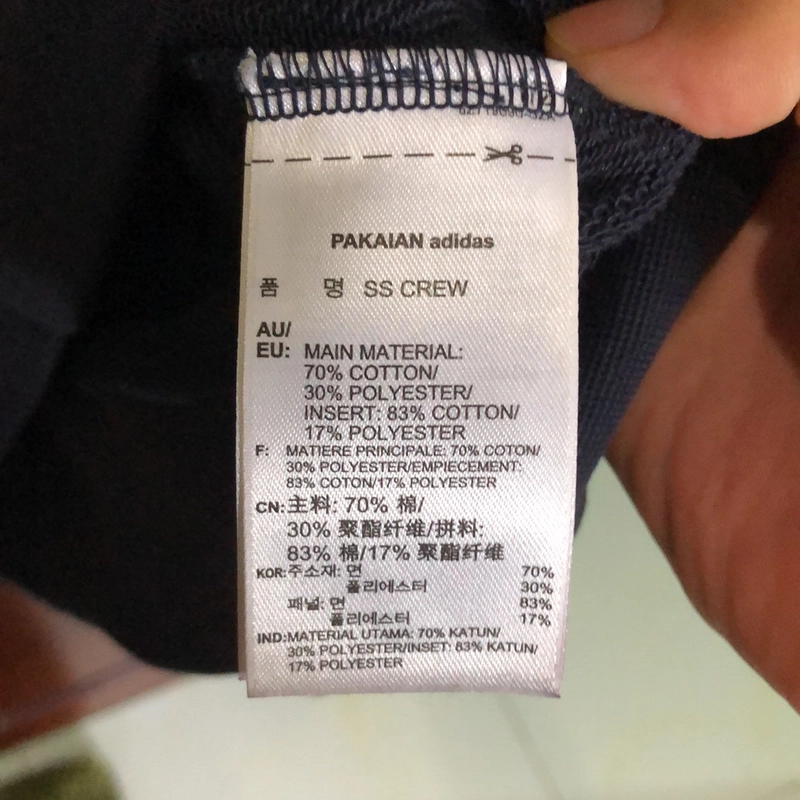 PAKAIAN adidas
품 명 SS CREW
AU/
EU: MAIN MATERIAL:
70% COTTON/
30% POLYESTER/
INSERT: 83% COTTON/
17% POLYESTER
F: MATIERE PRINCIPALE: 70% COTON/
30% POLYESTER/EMPIECEMENT:
83% COTON/17% POLYESTER
CN: 主料: 70% 棉/
30% 聚酯纤维/拼料:
83% 棉/17% 聚酯纤维
KOR: 주소재: 면 70%
폴리에스터 30%
패널: 면 83%
폴리에스터 17%
IND: MATERIAL UTAMA: 70% KATUN/
30% POLYESTER/INSET: 83% KATUN/
17% POLYESTER